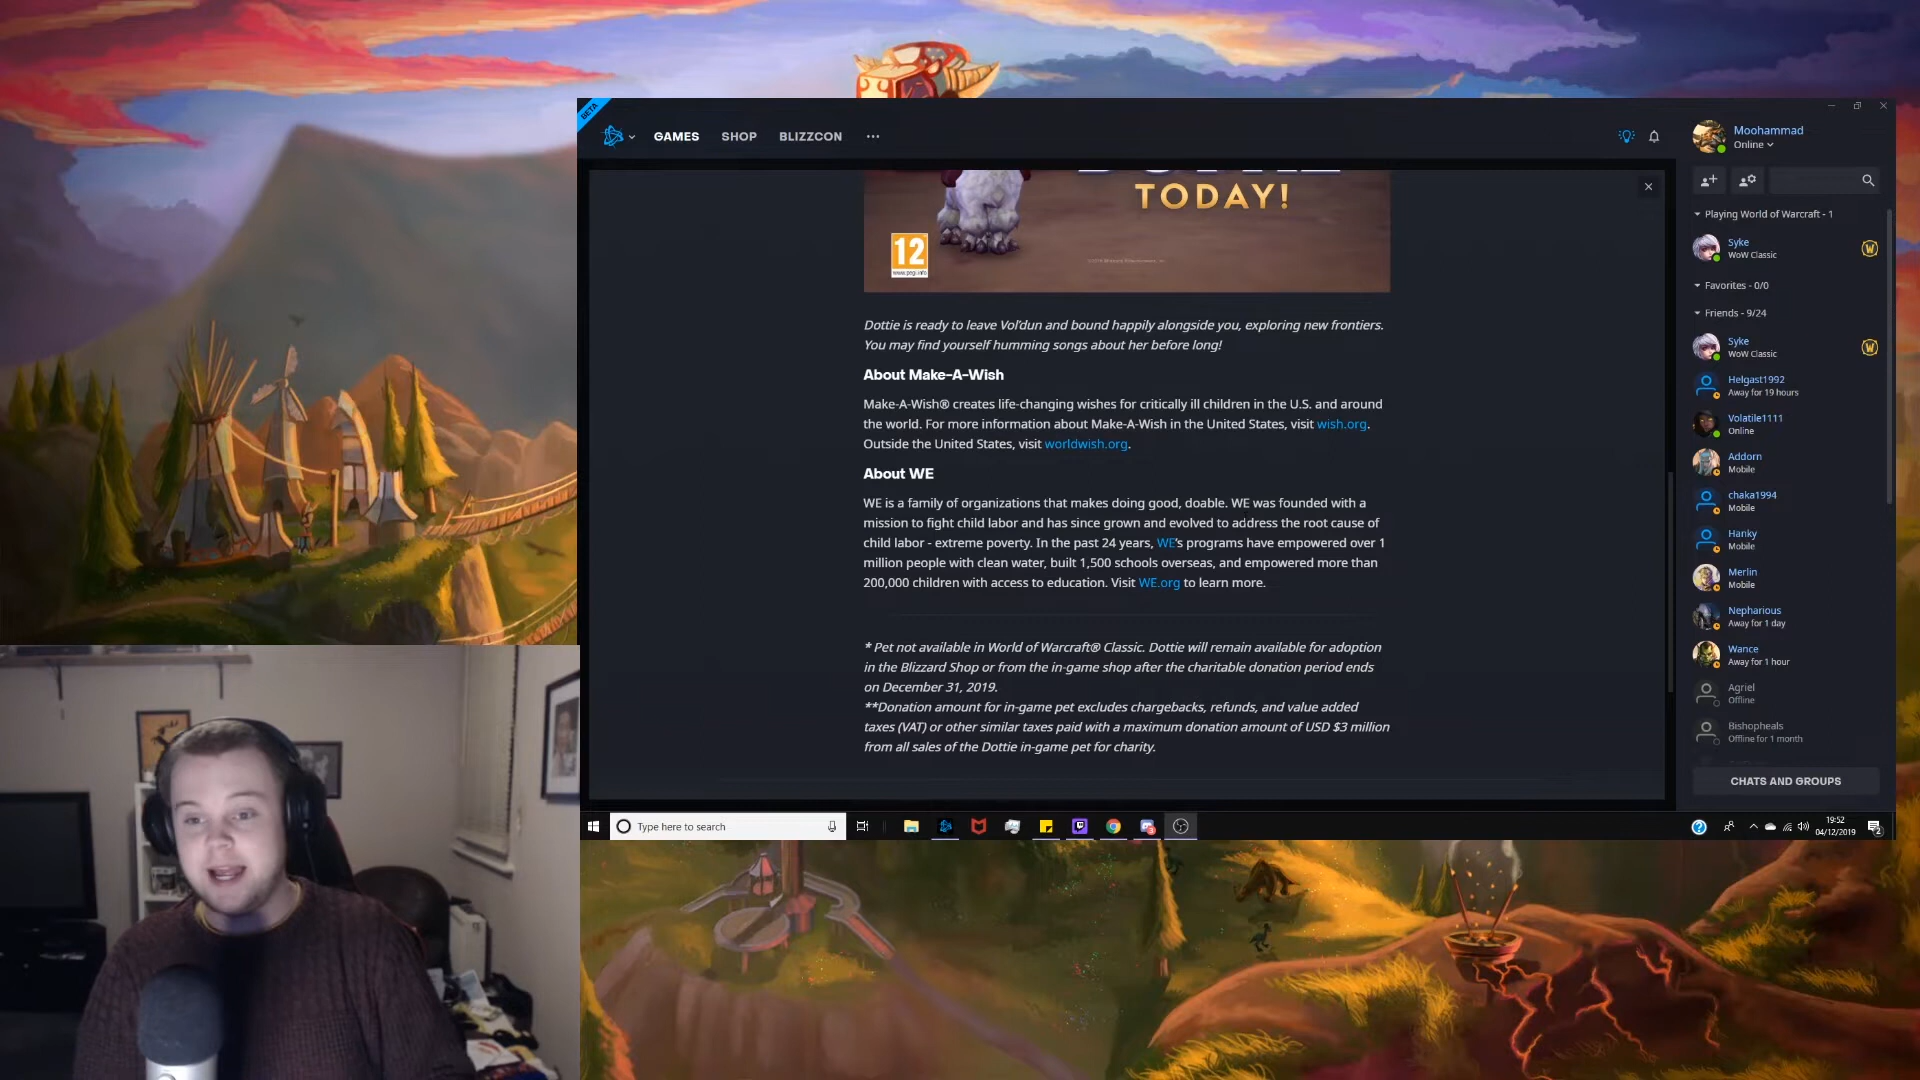 BETA
GAMES
SHOP
BLIZZCON
TODAY!
12
www.pegi.info
Dottie is ready to leave Vol'dun and bound happily alongside you, exploring new frontiers.
You may find yourself humming songs about her before long!
About Make-A-Wish
Make-A-Wish® creates life-changing wishes for critically ill children in the U.S. and around
the world. For more information about Make-A-Wish in the United States, visit wish.org.
Outside the United States, visit worldwish.org.
About WE
WE is a family of organizations that makes doing good, doable. WE was founded with a
mission to fight child labor and has since grown and evolved to address the root cause of
child labor - extreme poverty. In the past 24 years, WE's programs have empowered over 1
million people with clean water, built 1,500 schools overseas, and empowered more than
200,000 children with access to education. Visit WE.org to learn more.
* Pet not available in World of Warcraft® Classic. Dottie will remain available for adoption
in the Blizzard Shop or from the in-game shop after the charitable donation period ends
on December 31, 2019.
**Donation amount for in-game pet excludes chargebacks, refunds, and value added
taxes (VAT) or other similar taxes paid with a maximum donation amount of USD $3 million
from all sales of the Dottie in-game pet for charity.
Moohammad
Online
Playing World of Warcraft - 1
Syke
WoW Classic
Favorites - 0/0
Friends - 9/24
Syke
WoW Classic
Helgast1992
Away for 19 hours
Volatile1111
Online
Addorn
Mobile
chaka1994
Mobile
Hanky
Mobile
Merlin
Mobile
Nepharious
Away for 1 day
Wance
Away for 1 hour
Agriel
Offline
Bishopheals
Offline for 1 month
CHATS AND GROUPS
Type here to search
19:52
04/12/2019
2